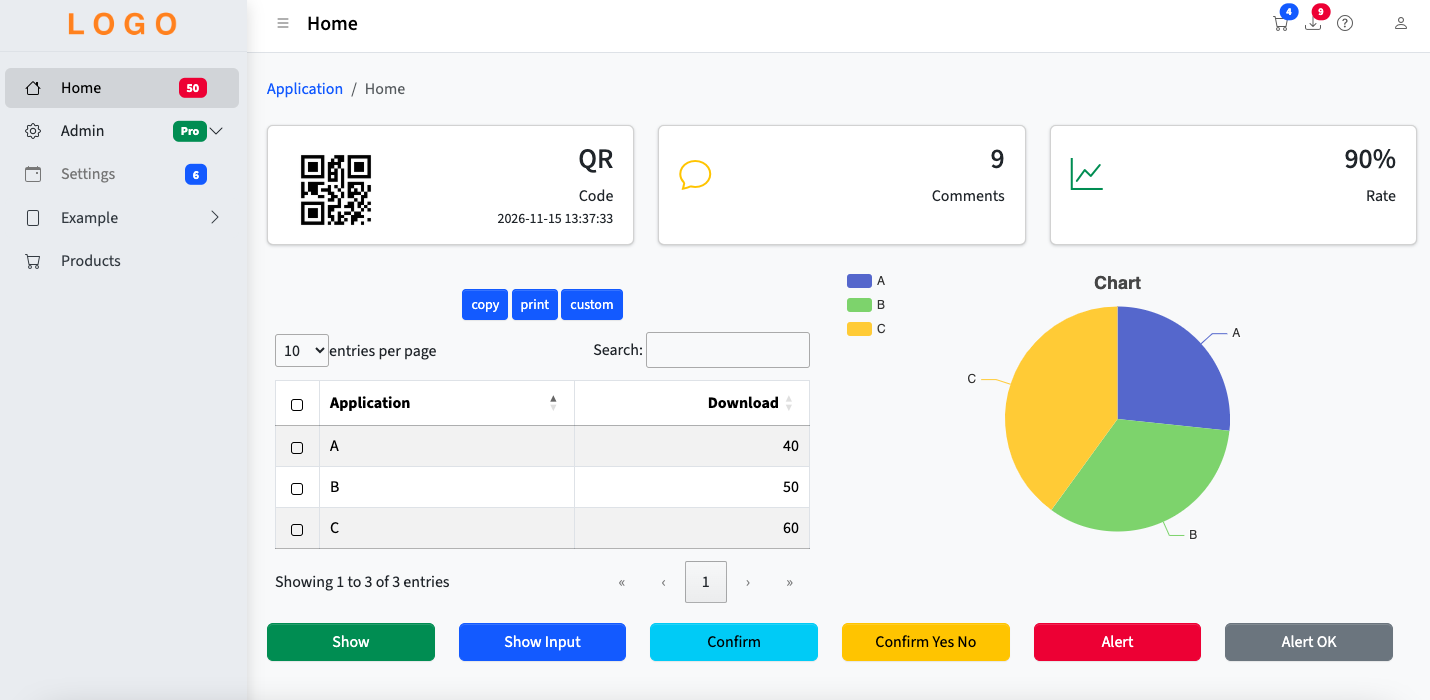 LOGO
Home
4
9
Home 50
Admin Pro
Settings 6
Example
Products
Application / Home
QR
Code
2026-11-15 13:37:33
9
Comments
90%
Rate
copy print custom
10 entries per page Search:
Application Download
A 40
B 50
C 60
Showing 1 to 3 of 3 entries « ‹ 1 › »
A
B
C
Chart
A
C
B
Show Show Input Confirm Confirm Yes No Alert Alert OK